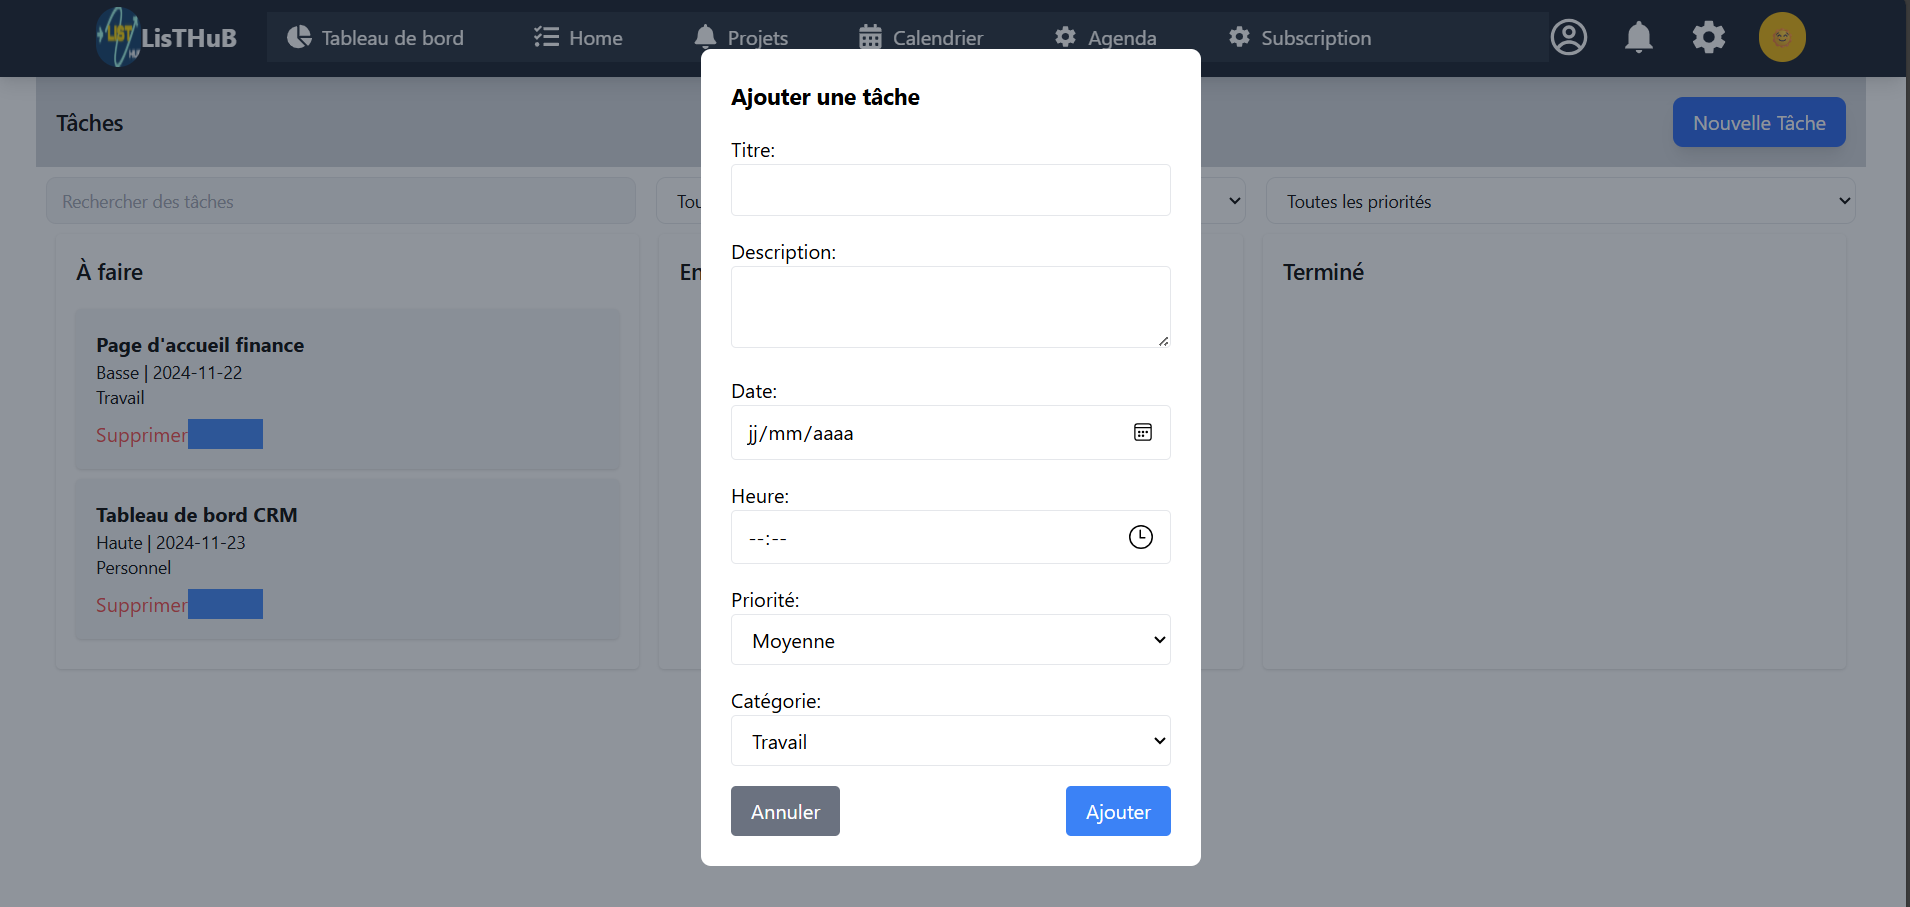 LisTHuB
Tableau de bord
Home
Projets
Calendrier
Agenda
Subscription
Tâches
Nouvelle Tâche
Rechercher des tâches
Toutes les priorités
À faire
Terminé
Page d'accueil finance
Basse | 2024-11-22
Travail
Supprimer
Tableau de bord CRM
Haute | 2024-11-23
Personnel
Supprimer
Ajouter une tâche
Titre:
Description:
Date:
jj/mm/aaaa
Heure:
--:--
Priorité:
Moyenne
Catégorie:
Travail
Annuler
Ajouter